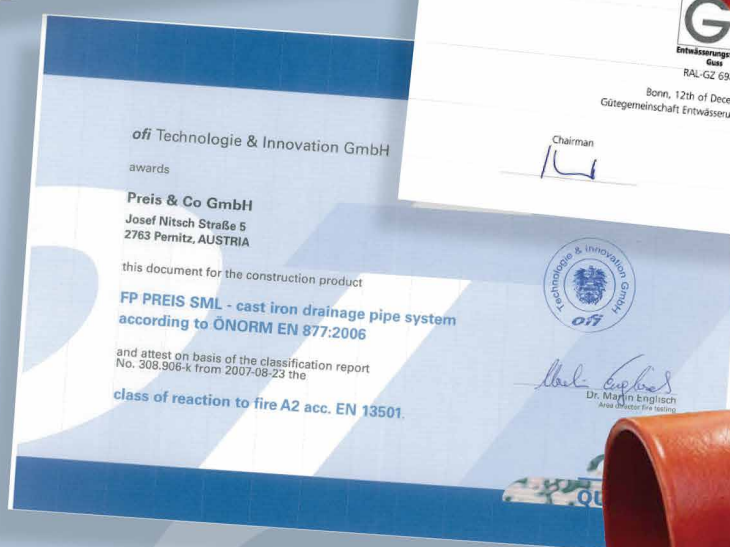 Entwässerungst
Guss
RAL-GZ 69
Bonn, 12th of Dece
Gütegemeinschaft Entwässeru
Chairman
ofi Technologie & Innovation GmbH
awards
Preis & Co GmbH
Josef Nitsch Straße 5
2763 Pernitz, AUSTRIA
this document for the construction product
FP PREIS SML - cast iron drainage pipe system
according to ÖNORM EN 877:2006
and attest on basis of the classification report
No. 308.906-k from 2007-08-23 the
class of reaction to fire A2 acc. EN 13501.
Technologie & Innovation GmbH
ofi
Dr. Martin Englisch
Area director fire testing
QU